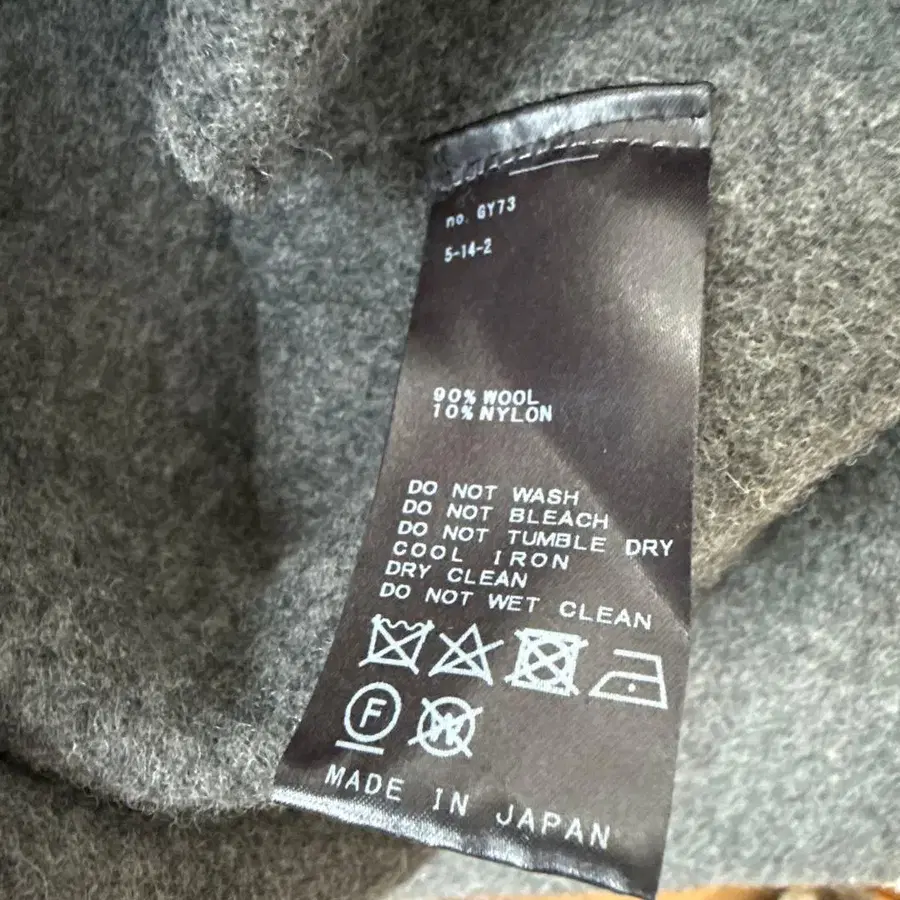 no. GY73
5-14-2
90% WOOL
10% NYLON
DO NOT WASH
DO NOT BLEACH
DO NOT TUMBLE DRY
COOL IRON
DRY CLEAN
DO NOT WET CLEAN
F W
MADE IN JAPAN